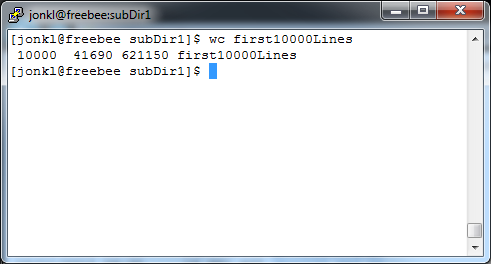 jonkl@freebee:subDir1
[jonkl@freebee subDir1]$ wc first10000Lines
 10000  41690 621150 first10000Lines
[jonkl@freebee subDir1]$